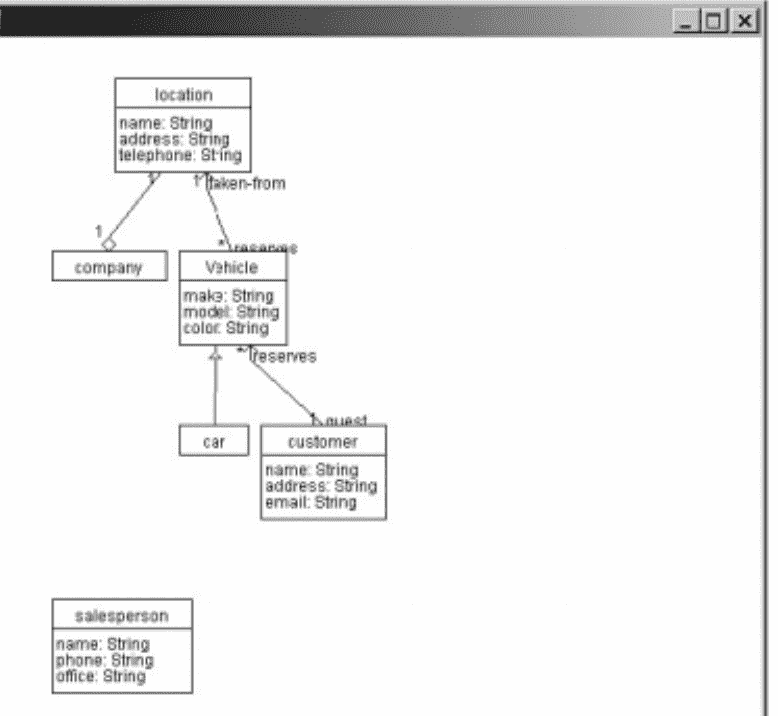 location
name: String
address: String
telephone: String
1 taken-from
1
* reserves
company
Vehicle
make: String
model: String
color: String
* reserves
1 guest
car
customer
name: String
address: String
email: String
salesperson
name: String
phone: String
office: String